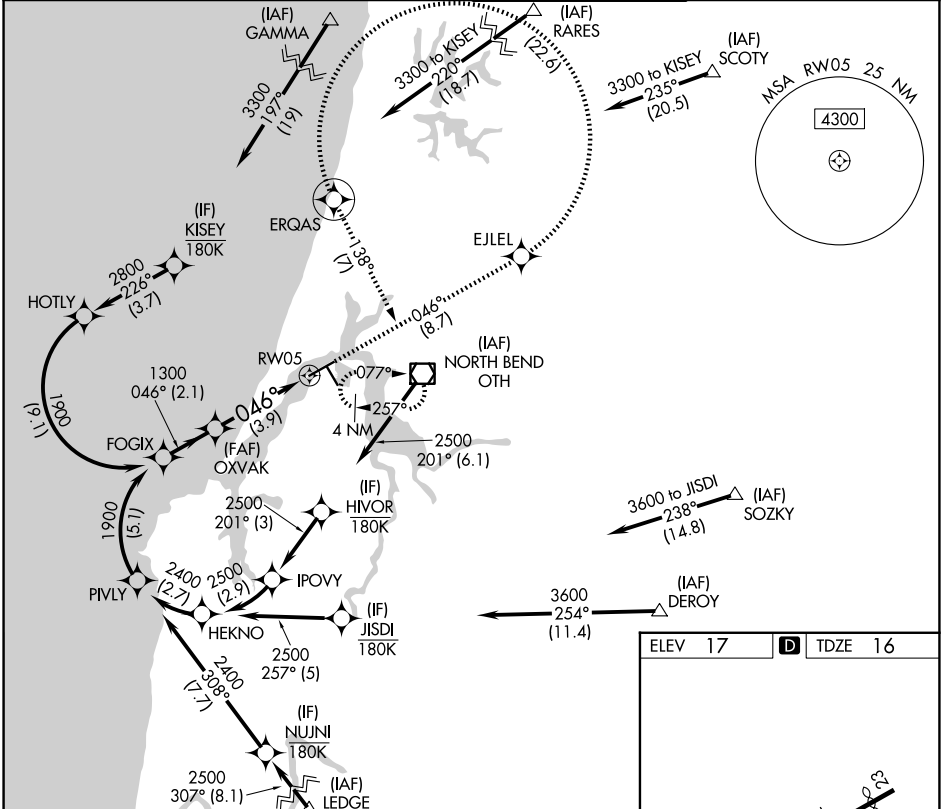 (IAF)
GAMMA
3300
197°
(19)
(IAF)
RARES
3300 to KISEY
220°
(18.7)
(22.6)
(IAF)
SCOTY
3300 to KISEY
235°
(20.5)
MSA RW05 25 NM
4300
ERQAS
138°
(7)
(IF)
KISEY
180K
2800
226°
(3.7)
HOTLY
EJLEL
046°
(8.7)
RW05
(IAF)
NORTH BEND
OTH
077°
257°
4 NM
2500
201° (6.1)
1300
046° (2.1)
046°
(3.9)
1900
(9.1)
FOGIX
(FAF)
OXVAK
(IF)
HIVOR
180K
2500
201° (3)
3600 to JISDI
238°
(14.8)
(IAF)
SOZKY
1900
(5.1)
PIVLY
2400
(2.7)
2500
(2.9)
IPOVY
HEKNO
(IF)
JISDI
180K
2500
257° (5)
3600
254°
(11.4)
(IAF)
DEROY
ELEV 17
D
TDZE 16
2400
308°
(7.7)
(IF)
NUJNI
180K
2500
307° (8.1)
(IAF)
LEDGE
23